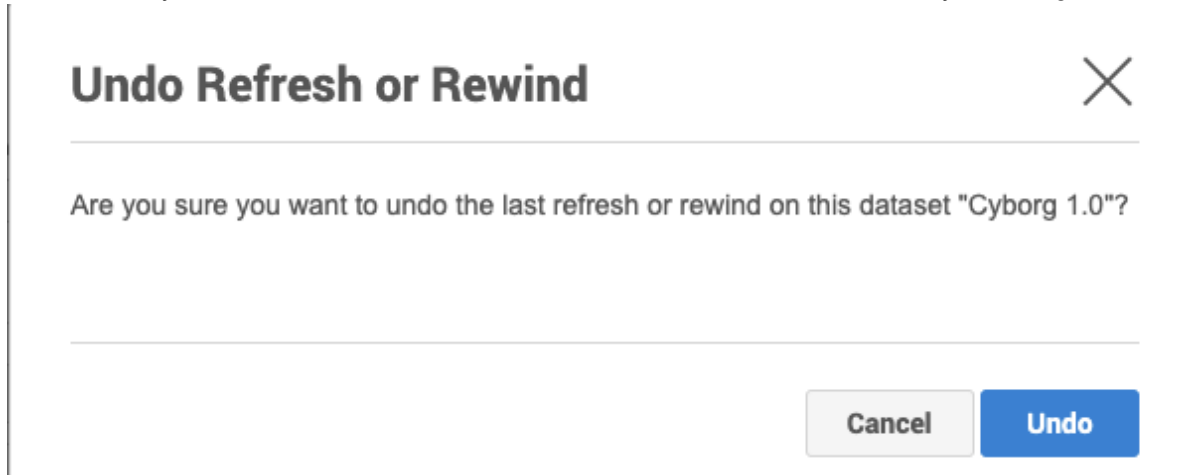 Undo Refresh or Rewind
Are you sure you want to undo the last refresh or rewind on this dataset "Cyborg 1.0"?
Cancel Undo